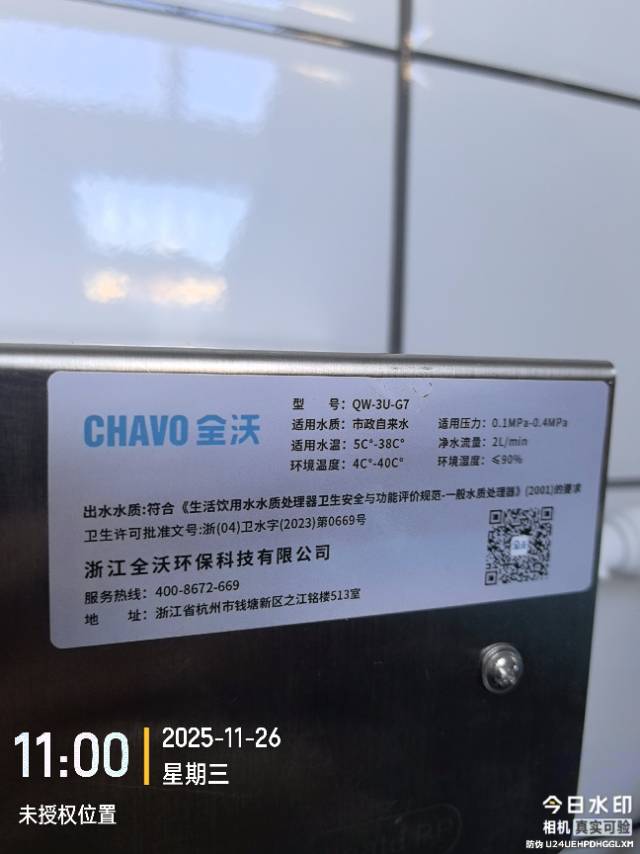 CHAVO 全沃
型 号: QW-3U-G7
适用水质: 市政自来水 适用压力: 0.1MPa-0.4MPa
适用水温: 5C°-38C° 净水流量: 2L/min
环境温度: 4C°-40C° 环境湿度: ≤90%
出水水质:符合《生活饮用水水质处理器卫生安全与功能评价规范-一般水质处理器》(2001)的要求
卫生许可批准文号:浙(04)卫水字(2023)第0669号
浙江全沃环保科技有限公司
服务热线: 400-8672-669
地 址: 浙江省杭州市钱塘新区之江铭楼513室
11:00
2025-11-26
星期三
未授权位置
今日水印
相机 真实可验
防伪 U24UEHPDHGGLXM